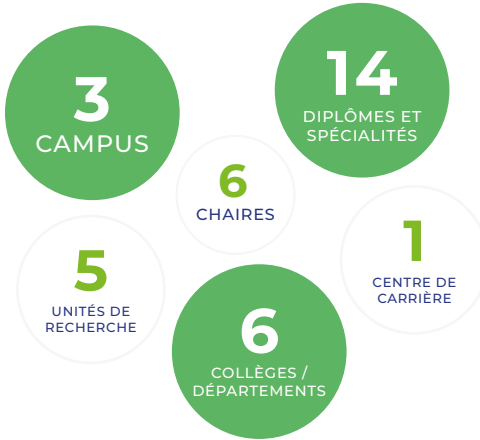 3
CAMPUS
14
DIPLÔMES ET
SPÉCIALITÉS
6
CHAIRES
5
UNITÉS DE
RECHERCHE
1
CENTRE DE
CARRIÈRE
6
COLLÈGES /
DÉPARTEMENTS